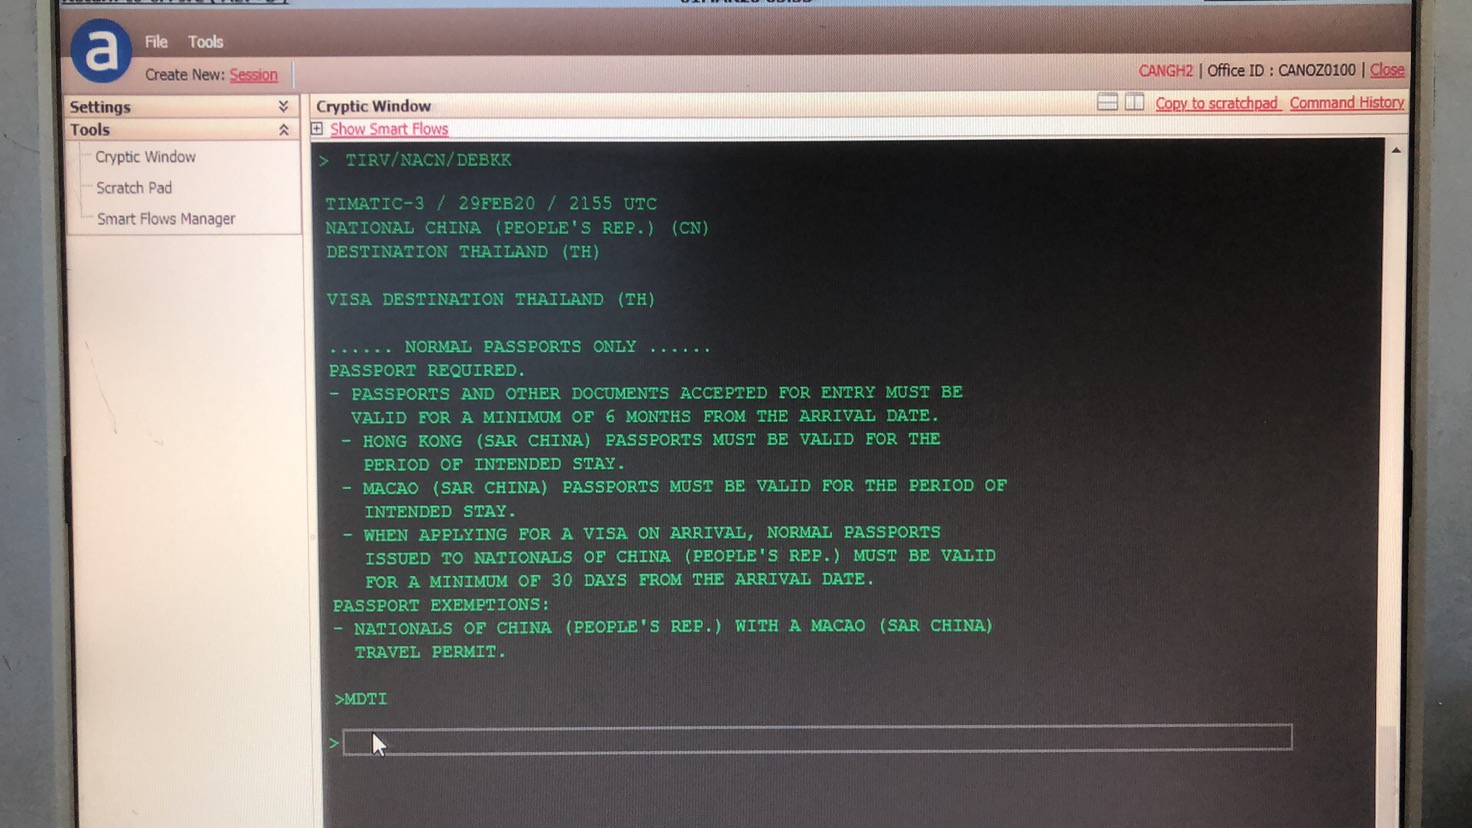 a
File Tools
Create New: Session
CANGH2 | Office ID : CANOZ0100 | Close
Settings
Cryptic Window
Copy to scratchpad Command History
Tools
Show Smart Flows
Cryptic Window
Scratch Pad
Smart Flows Manager
> TIRV/NACN/DEBKK
TIMATIC-3 / 29FEB20 / 2155 UTC
NATIONAL CHINA (PEOPLE'S REP.) (CN)
DESTINATION THAILAND (TH)
VISA DESTINATION THAILAND (TH)
...... NORMAL PASSPORTS ONLY ......
PASSPORT REQUIRED.
- PASSPORTS AND OTHER DOCUMENTS ACCEPTED FOR ENTRY MUST BE
VALID FOR A MINIMUM OF 6 MONTHS FROM THE ARRIVAL DATE.
- HONG KONG (SAR CHINA) PASSPORTS MUST BE VALID FOR THE
PERIOD OF INTENDED STAY.
- MACAO (SAR CHINA) PASSPORTS MUST BE VALID FOR THE PERIOD OF
INTENDED STAY.
- WHEN APPLYING FOR A VISA ON ARRIVAL, NORMAL PASSPORTS
ISSUED TO NATIONALS OF CHINA (PEOPLE'S REP.) MUST BE VALID
FOR A MINIMUM OF 30 DAYS FROM THE ARRIVAL DATE.
PASSPORT EXEMPTIONS:
- NATIONALS OF CHINA (PEOPLE'S REP.) WITH A MACAO (SAR CHINA)
TRAVEL PERMIT.
>MDTI
>